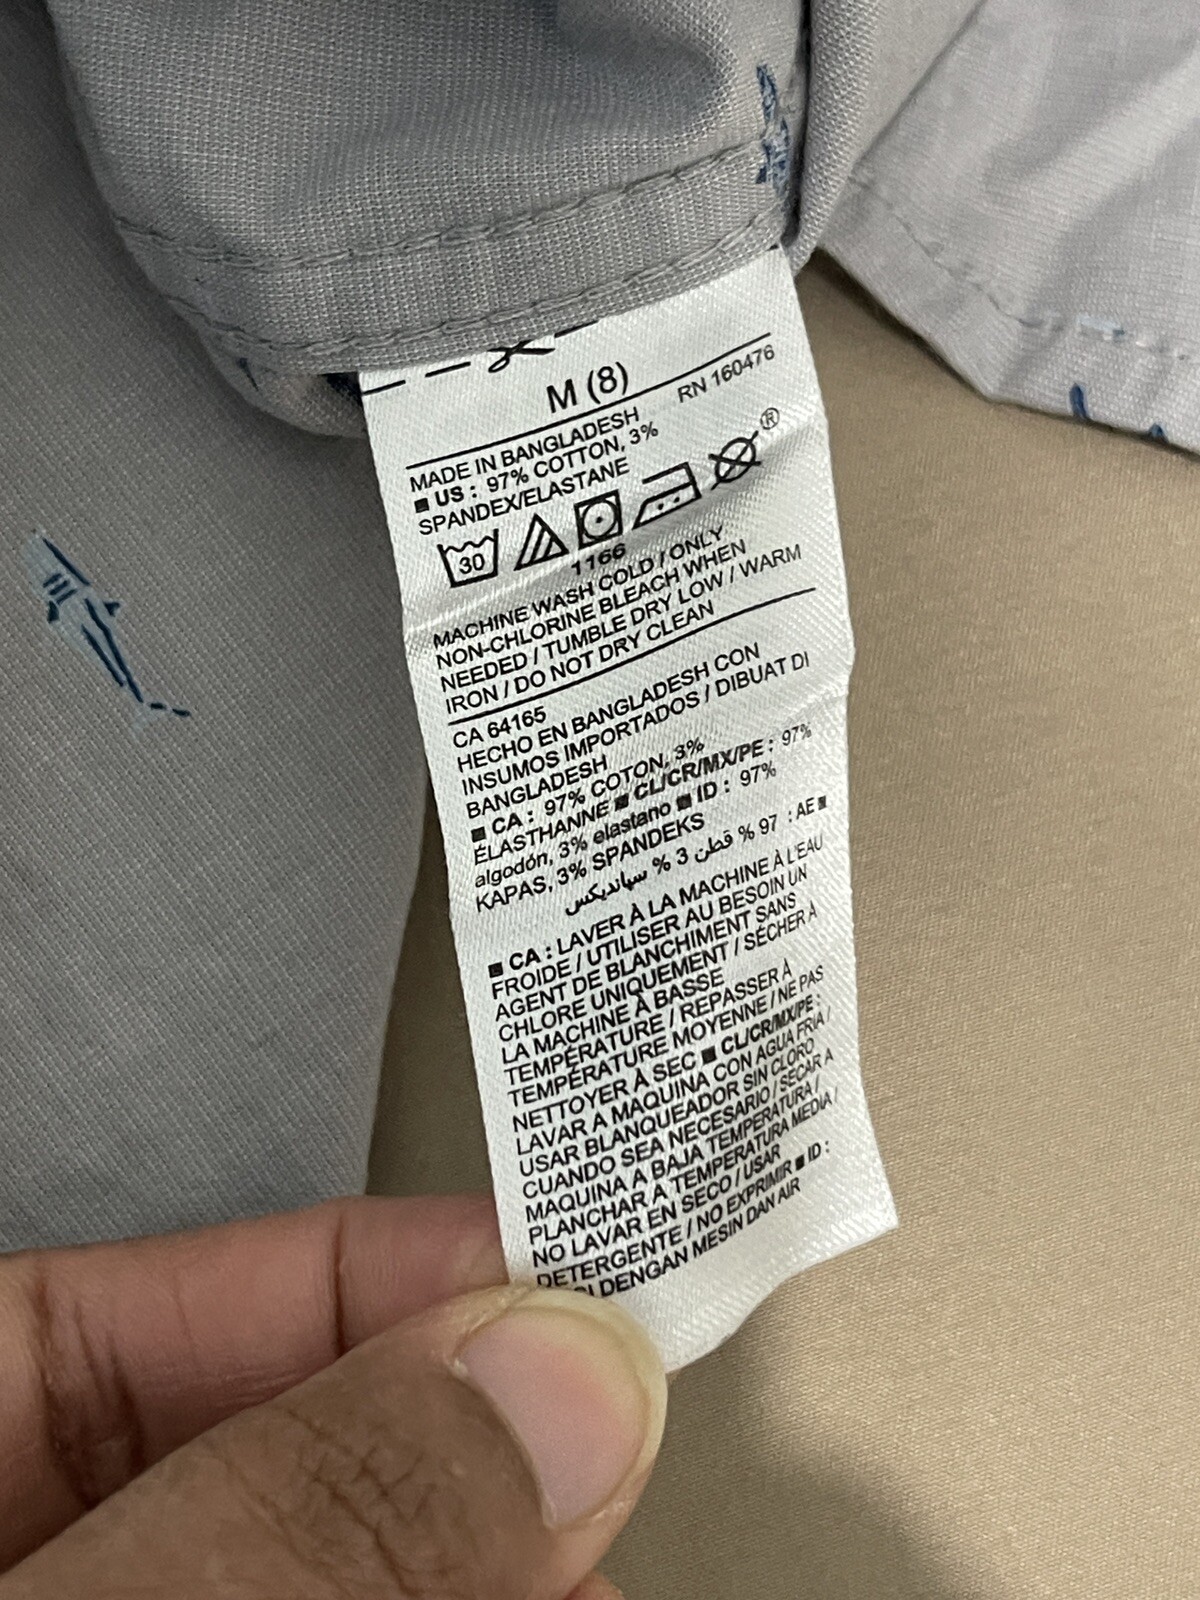 M (8)
RN 160476
MADE IN BANGLADESH
■ US : 97% COTTON, 3%
SPANDEX/ELASTANE
®
30
1166
MACHINE WASH COLD / ONLY
NON-CHLORINE BLEACH WHEN
NEEDED / TUMBLE DRY LOW / WARM
IRON / DO NOT DRY CLEAN
CA 64165
HECHO EN BANGLADESH CON
INSUMOS IMPORTADOS / DIBUAT DI
BANGLADESH
■ CA : 97% COTON, 3%
ÉLASTHANNE ■ CL/CR/MX/PE : 97%
algodón, 3% elastano ■ ID : 97%
KAPAS, 3% SPANDEKS
■ AE : 97 % قطن 3 % سپانديكس
■ CA : LAVER À LA MACHINE À L'EAU
FROIDE / UTILISER AU BESOIN UN
AGENT DE BLANCHIMENT SANS
CHLORE UNIQUEMENT / SÉCHER À
LA MACHINE À BASSE
TEMPÉRATURE / REPASSER À
TEMPÉRATURE MOYENNE / NE PAS
NETTOYER À SEC ■ CL/CR/MX/PE :
LAVAR A MAQUINA CON AGUA FRIA /
USAR BLANQUEADOR SIN CLORO
CUANDO SEA NECESARIO / SECAR A
MAQUINA A BAJA TEMPERATURA /
PLANCHAR A TEMPERATURA MEDIA /
NO LAVAR EN SECO / USAR
DETERGENTE / NO EXPRIMIR ■ ID :
DENGAN MESIN DAN AIR